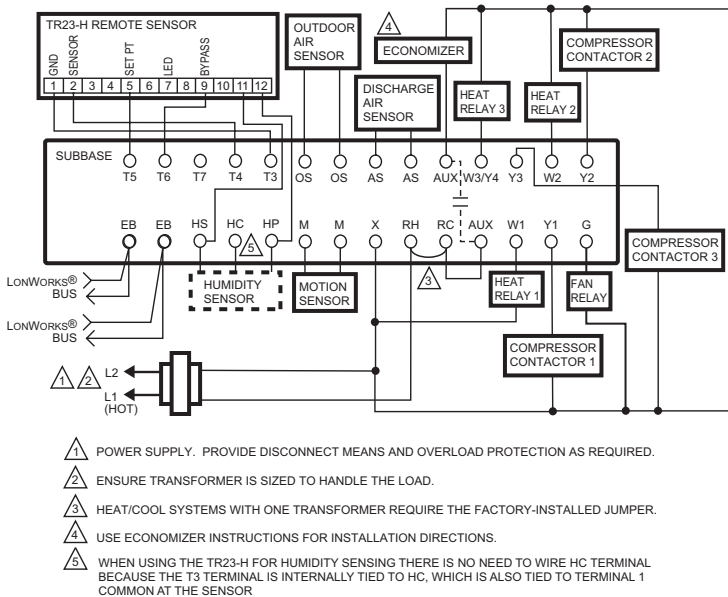 TR23-H REMOTE SENSOR
GND
SENSOR
SET PT
LED
BYPASS
1 2 3 4 5 6 7 8 9 10 11 12
OUTDOOR
AIR
SENSOR
4
ECONOMIZER
DISCHARGE
AIR
SENSOR
HEAT
RELAY 3
HEAT
RELAY 2
COMPRESSOR
CONTACTOR 2
SUBBASE
T5 T6 T7 T4 T3 OS OS AS AS AUX W3/Y4 Y3 W2 Y2
EB EB HS HC HP M M X RH RC AUX W1 Y1 G
5
3
COMPRESSOR
CONTACTOR 3
LONWORKS®
BUS
LONWORKS®
BUS
HUMIDITY
SENSOR
MOTION
SENSOR
HEAT
RELAY 1
FAN
RELAY
COMPRESSOR
CONTACTOR 1
1 2
L2
L1
(HOT)
1 POWER SUPPLY. PROVIDE DISCONNECT MEANS AND OVERLOAD PROTECTION AS REQUIRED.
2 ENSURE TRANSFORMER IS SIZED TO HANDLE THE LOAD.
3 HEAT/COOL SYSTEMS WITH ONE TRANSFORMER REQUIRE THE FACTORY-INSTALLED JUMPER.
4 USE ECONOMIZER INSTRUCTIONS FOR INSTALLATION DIRECTIONS.
5 WHEN USING THE TR23-H FOR HUMIDITY SENSING THERE IS NO NEED TO WIRE HC TERMINAL
BECAUSE THE T3 TERMINAL IS INTERNALLY TIED TO HC, WHICH IS ALSO TIED TO TERMINAL 1
COMMON AT THE SENSOR